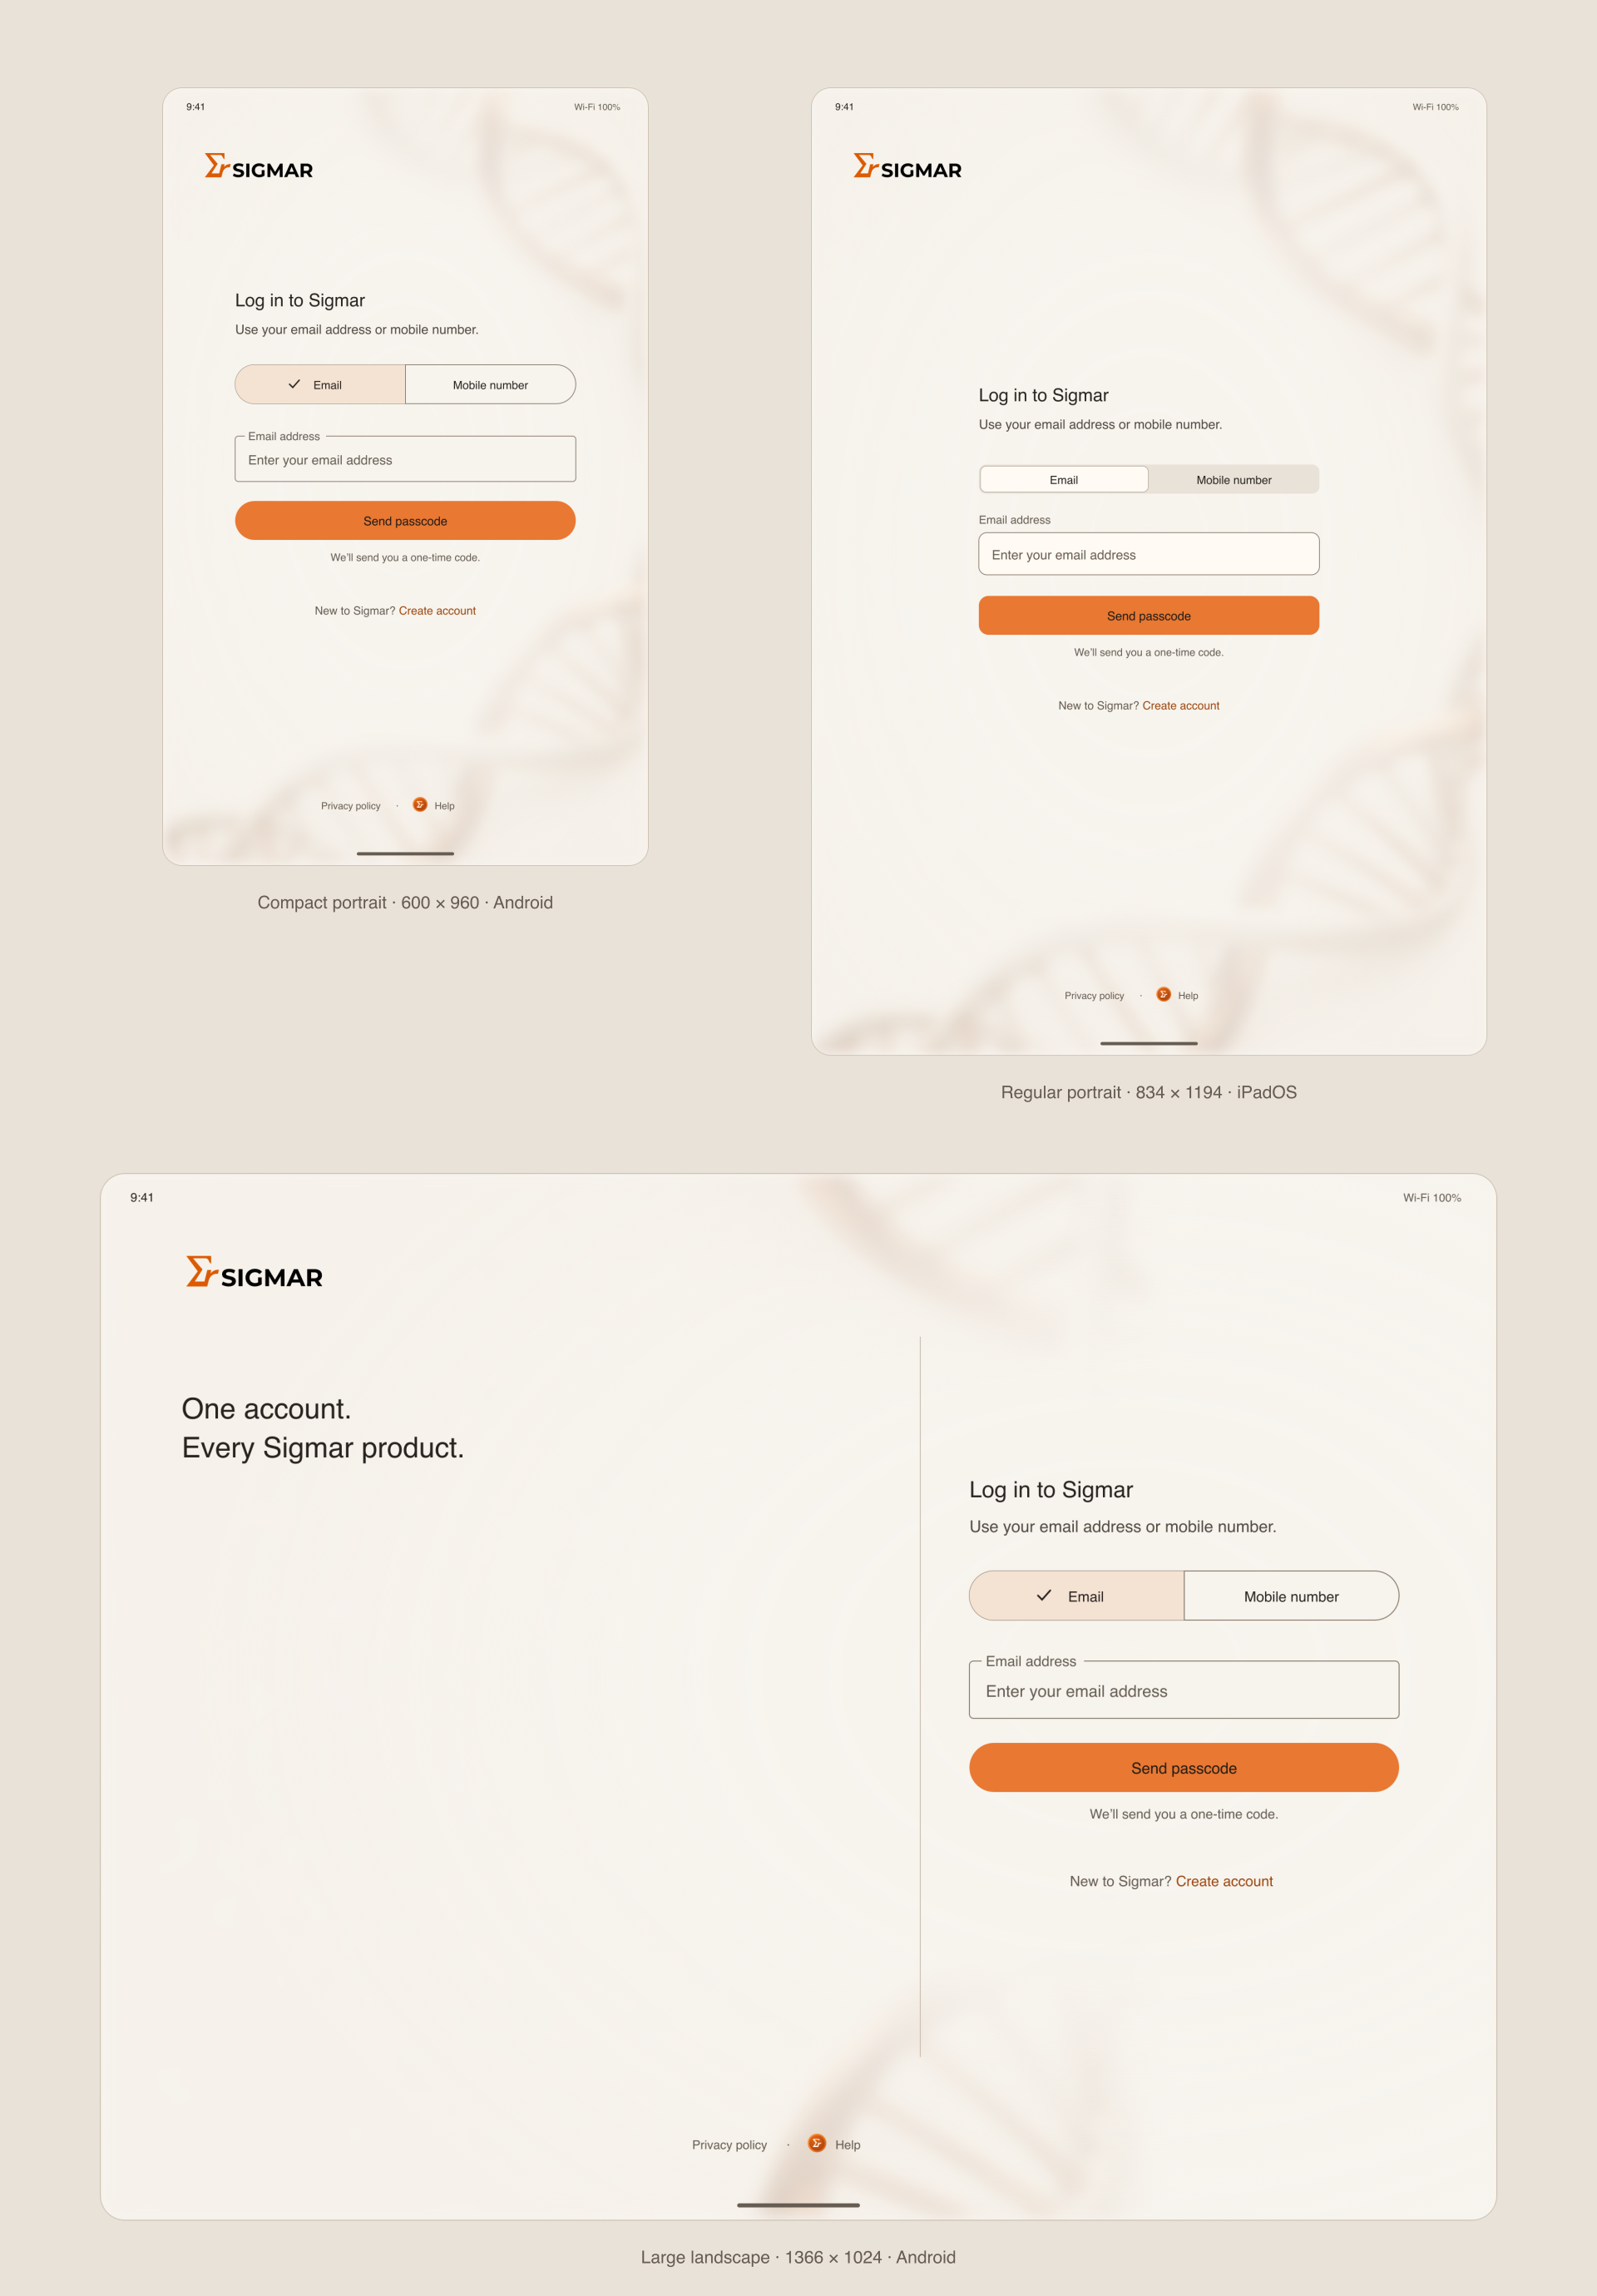 9:41
Wi-Fi 100%
Σr SIGMAR
Log in to Sigmar
Use your email address or mobile number.
Email
Mobile number
Email address
Enter your email address
Send passcode
We'll send you a one-time code.
New to Sigmar? Create account
Privacy policy · Σr Help
Compact portrait · 600 × 960 · Android
9:41
Wi-Fi 100%
Σr SIGMAR
Log in to Sigmar
Use your email address or mobile number.
Email
Mobile number
Email address
Enter your email address
Send passcode
We'll send you a one-time code.
New to Sigmar? Create account
Privacy policy · Σr Help
Regular portrait · 834 × 1194 · iPadOS
9:41
Wi-Fi 100%
Σr SIGMAR
One account.
Every Sigmar product.
Log in to Sigmar
Use your email address or mobile number.
Email
Mobile number
Email address
Enter your email address
Send passcode
We'll send you a one-time code.
New to Sigmar? Create account
Privacy policy · Σr Help
Large landscape · 1366 × 1024 · Android